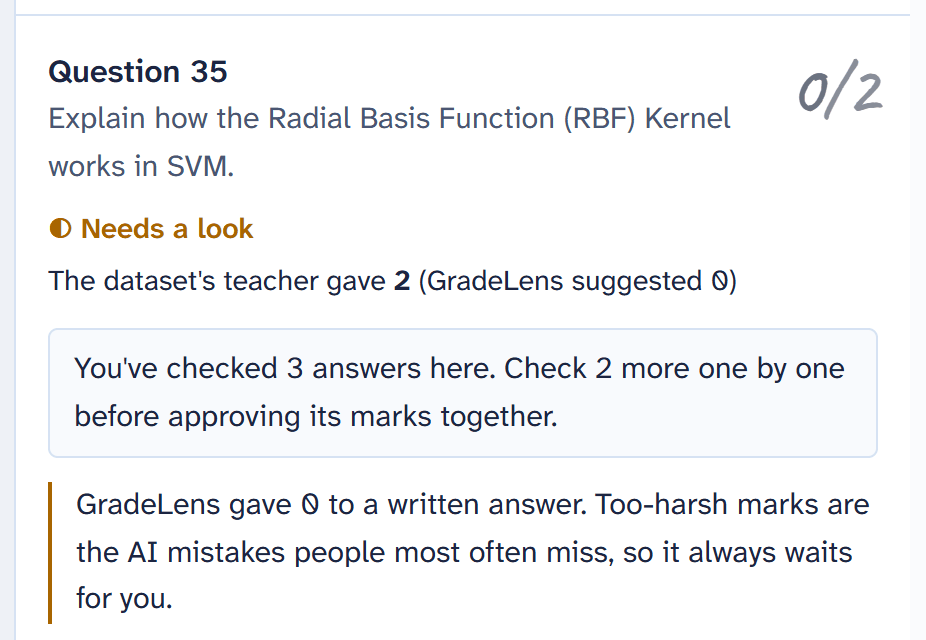 Question 35
0/2
Explain how the Radial Basis Function (RBF) Kernel
works in SVM.
Needs a look
The dataset's teacher gave 2 (GradeLens suggested 0)
You've checked 3 answers here. Check 2 more one by one
before approving its marks together.
GradeLens gave 0 to a written answer. Too-harsh marks are
the AI mistakes people most often miss, so it always waits
for you.